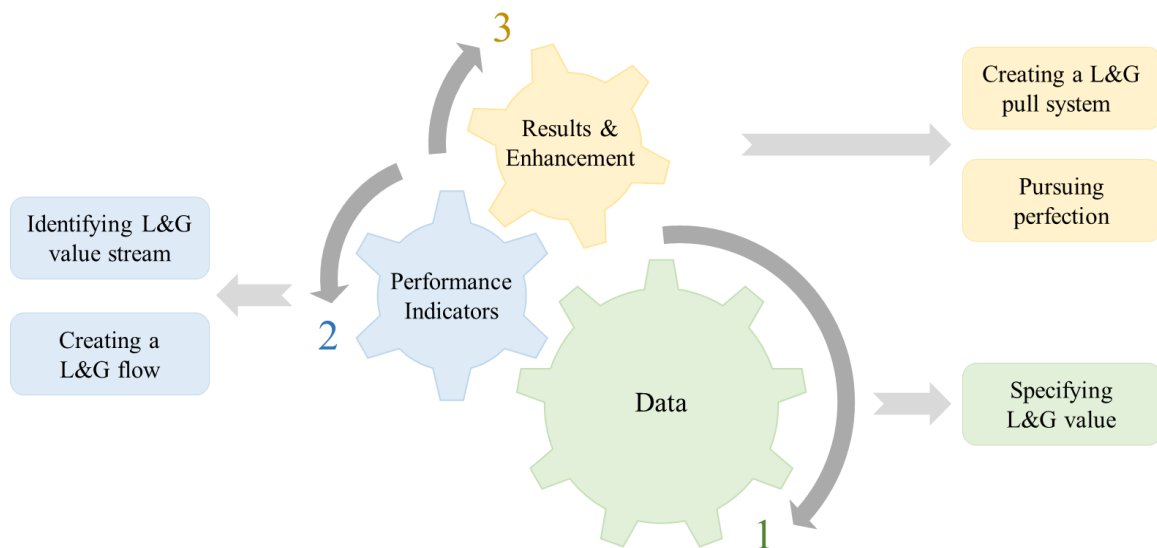 3
Results &
Enhancement
Creating a L&G
pull system
Pursuing
perfection
Identifying L&G
value stream
Creating a
L&G flow
Performance
Indicators
2
Data
1
Specifying
L&G value